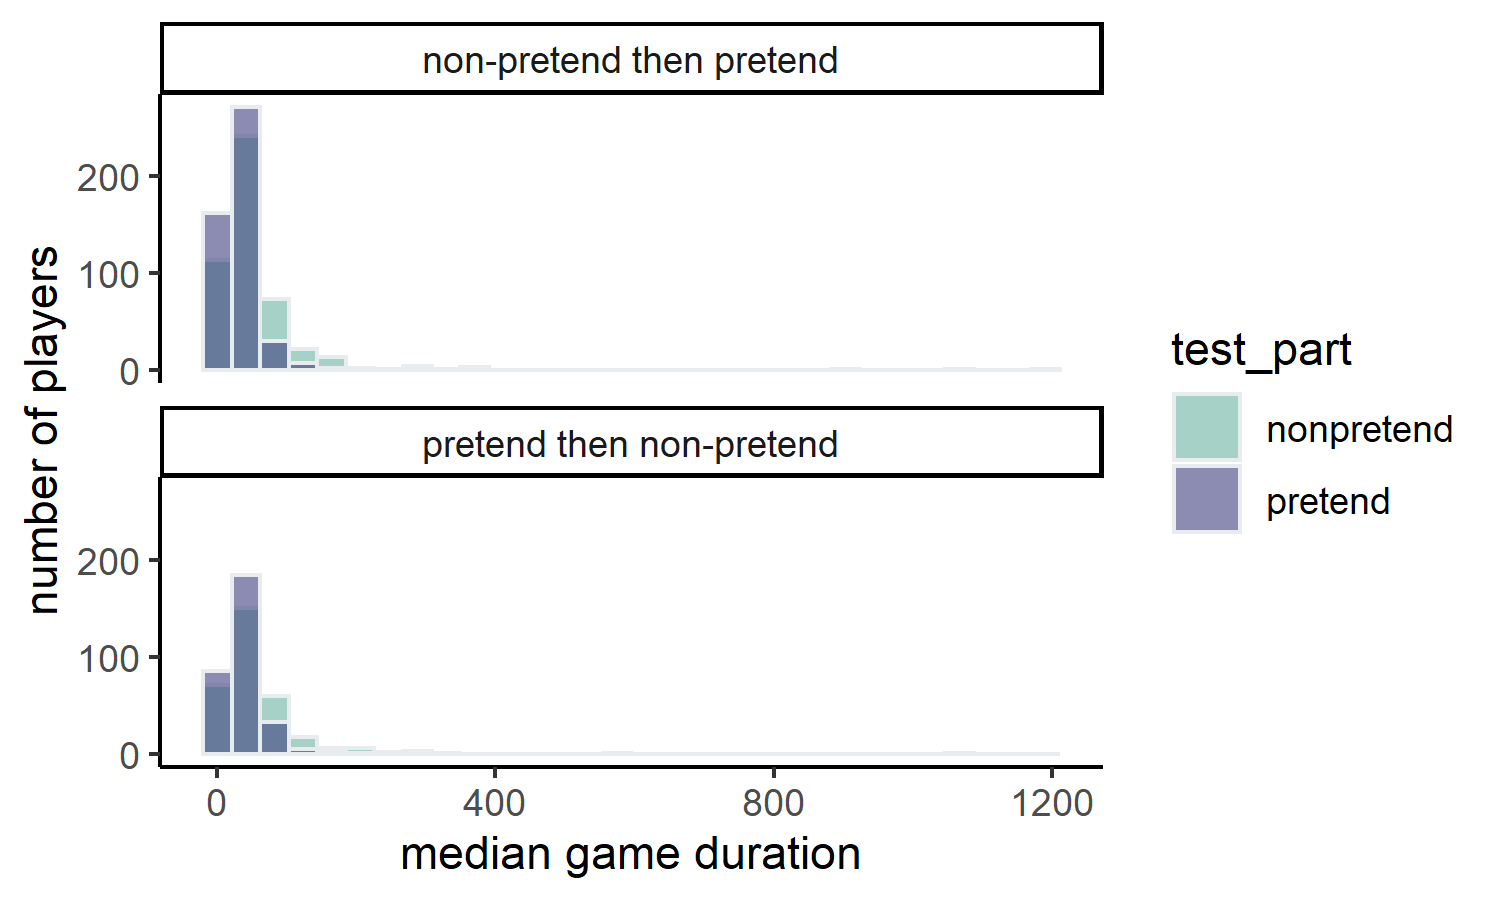 non-pretend then pretend
200
100
0
pretend then non-pretend
200
100
0
0 400 800 1200
median game duration
number of players
test_part
nonpretend
pretend